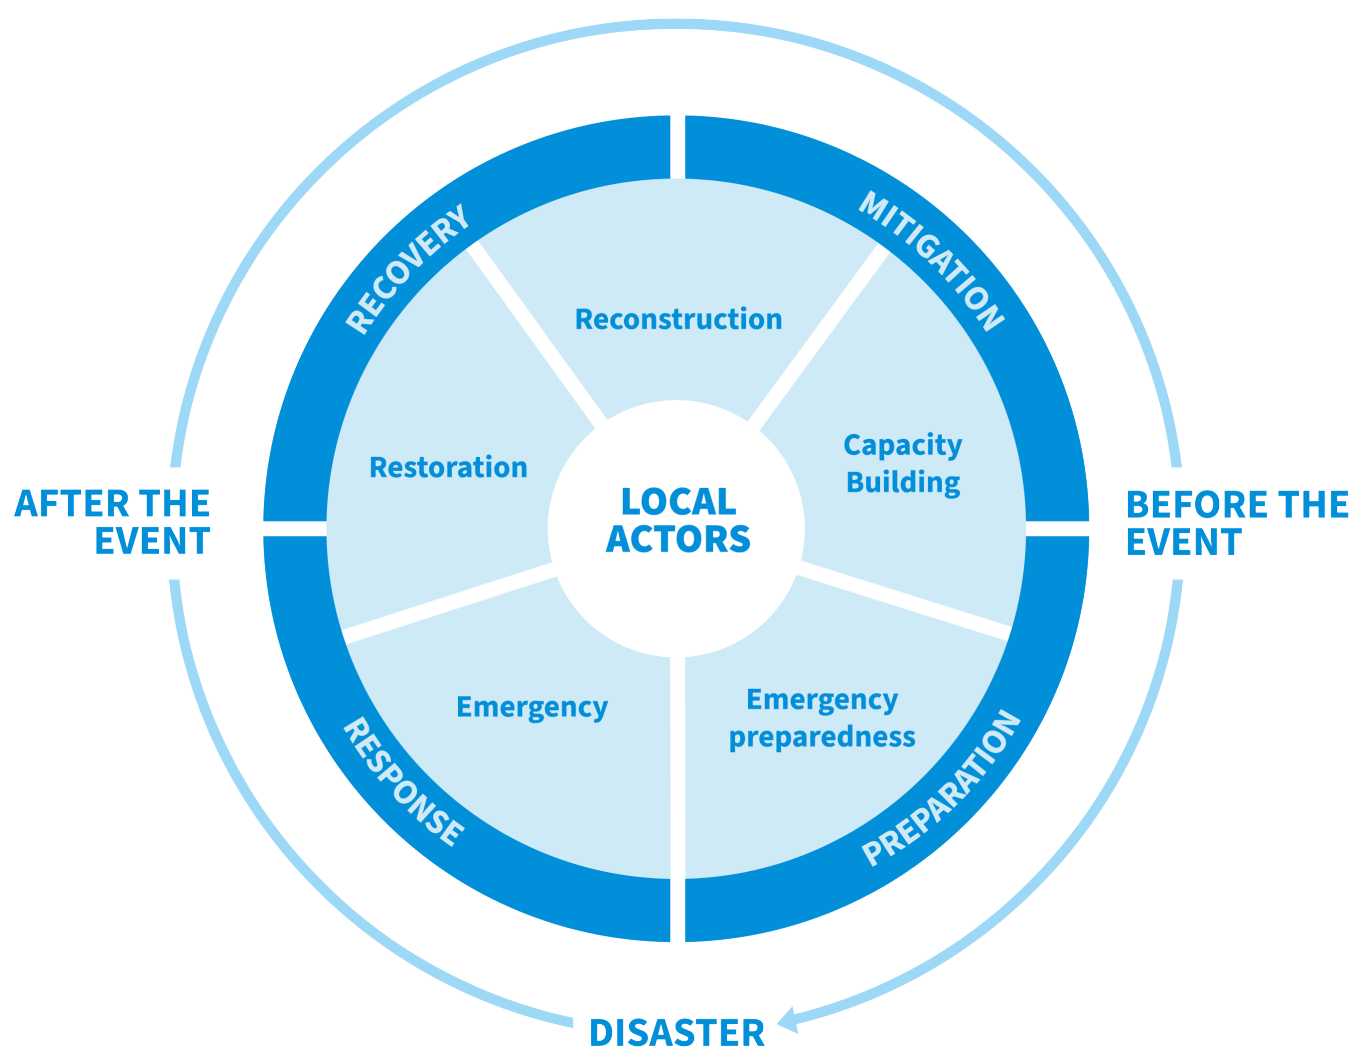 RECOVERY
MITIGATION
Reconstruction
Restoration
Capacity
Building
LOCAL
ACTORS
AFTER THE
EVENT
BEFORE THE
EVENT
Emergency
Emergency
preparedness
RESPONSE
PREPARATION
DISASTER